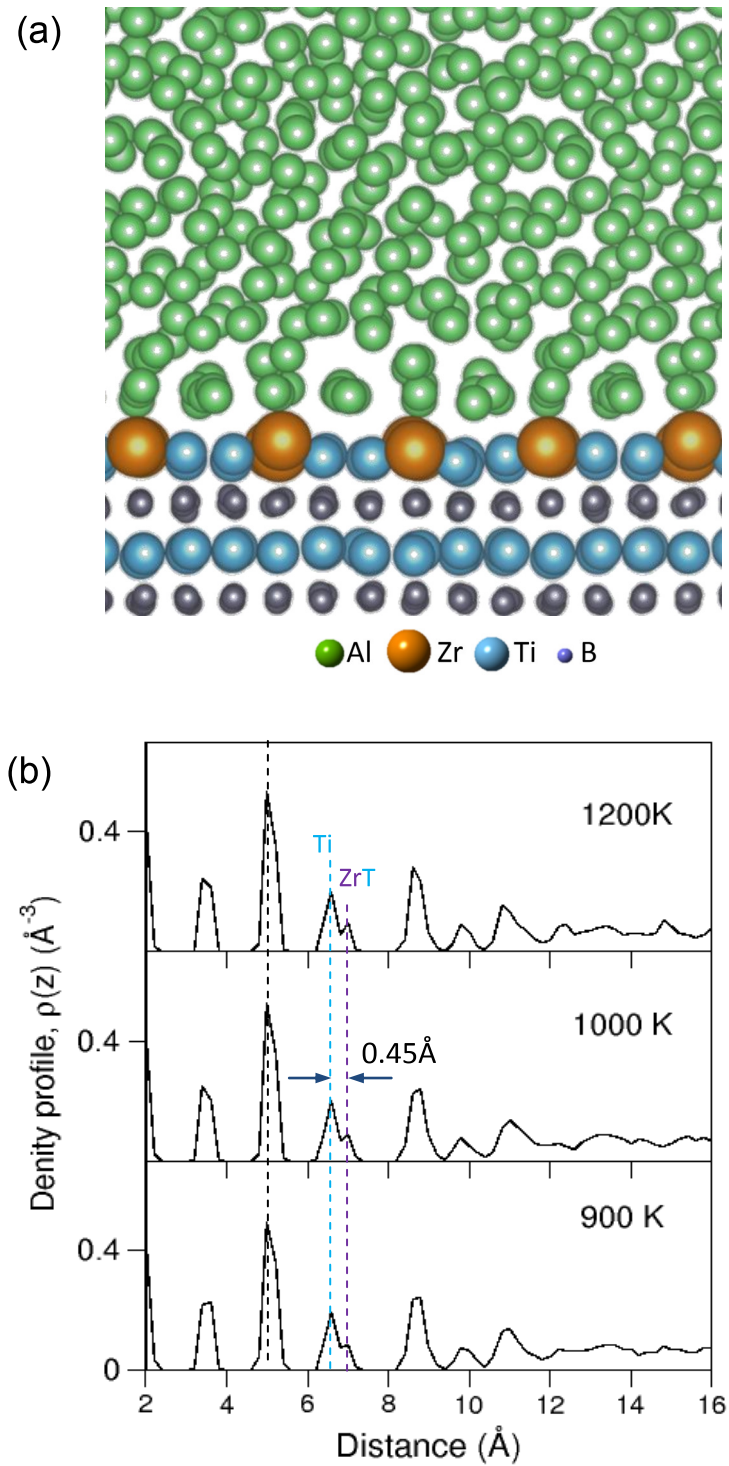 (a)
Al Zr Ti B
(b)
1200K
0.4
Ti
ZrT
1000 K
0.4
0.45Å
900 K
0.4
0
Denity profile, ρ(z) (Å⁻³)
2 4 6 8 10 12 14 16
Distance (Å)